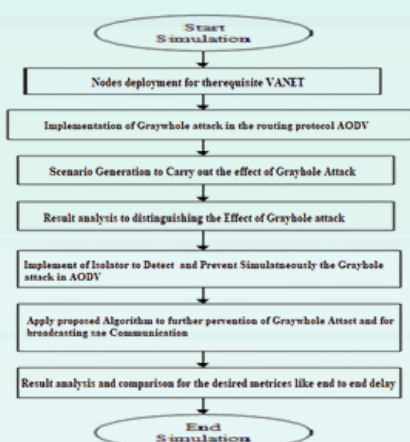 Start
Simulation
Nodes deployment for therequisite VANET
Implementation of Graywhole attack in the routing protocol AODV
Scenario Generation to Carry out the effect of Grayhole Attack
Result analysis to distinguishing the Effect of Grayhole attack
Implement of Isolator to Detect and Prevent Simulatneously the Grayhole
attack in AODV
Apply proposed Algorithm to further pervention of Graywhole Attact and for
broadcasting sae Communication
Result analysis and comparison for the desired metrices like end to end delay
End
Simulation